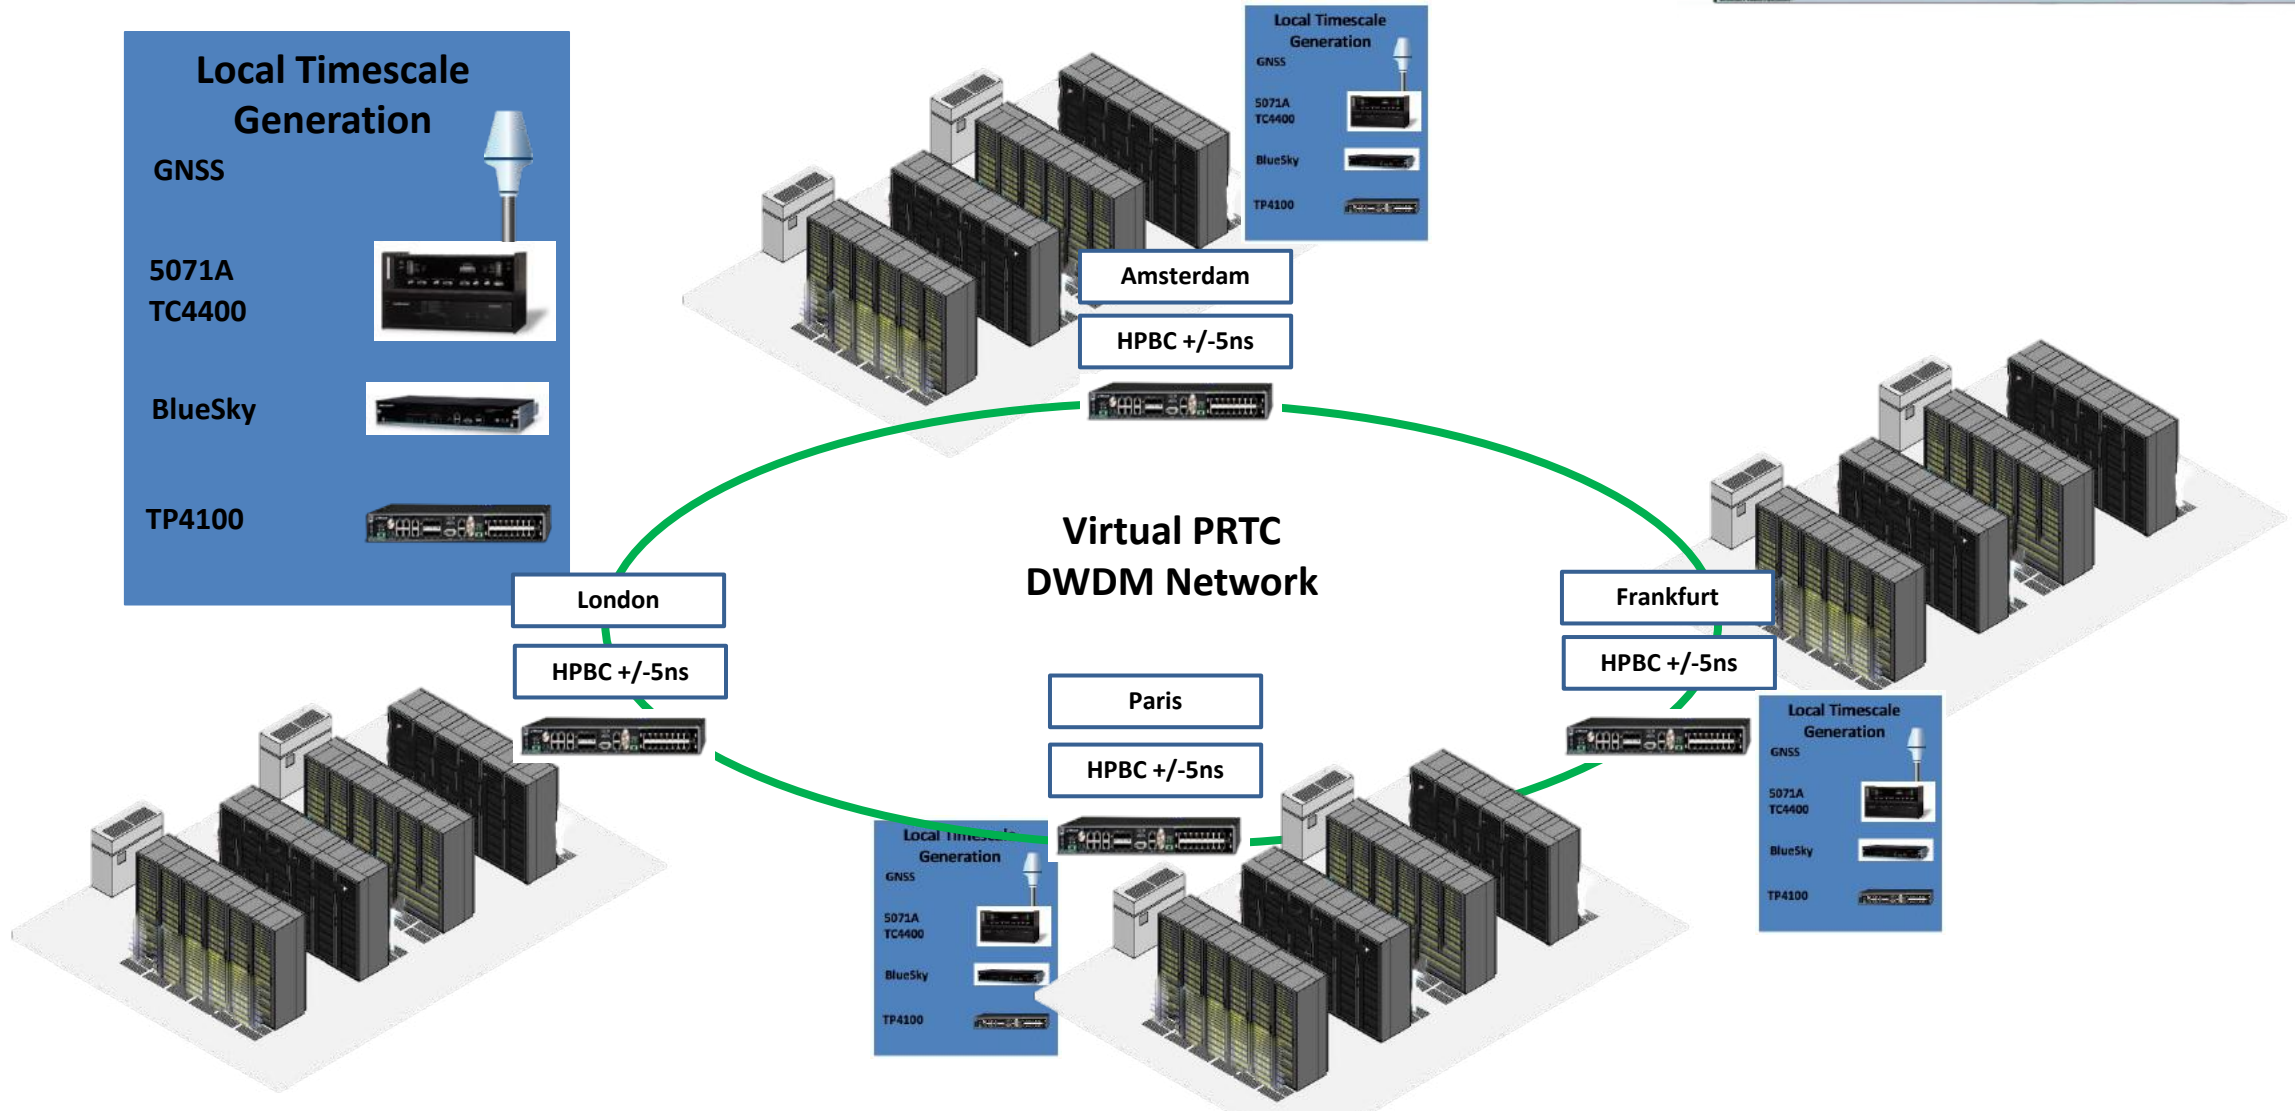 Local Timescale
Generation
GNSS
5071A
TC4400
BlueSky
TP4100
Local Timescale
Generation
GNSS
5071A
TC4400
BlueSky
TP4100
Amsterdam
HPBC +/-5ns
Virtual PRTC
DWDM Network
London
HPBC +/-5ns
Frankfurt
HPBC +/-5ns
Paris
HPBC +/-5ns
Local Timescale
Generation
GNSS
5071A
TC4400
BlueSky
TP4100
Local Timescale
Generation
GNSS
5071A
TC4400
BlueSky
TP4100